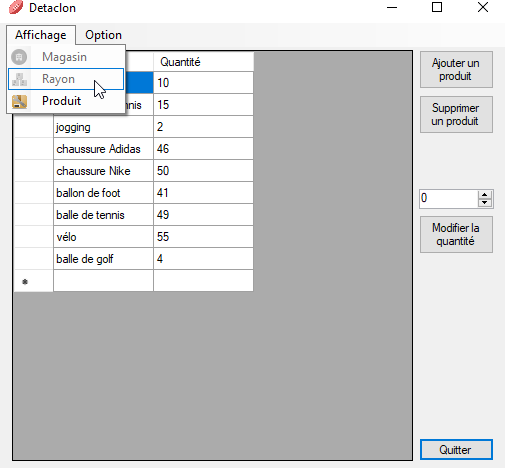 Detaclon
Affichage Option
Magasin
Rayon
Produit
Quantité
10
15
jogging 2
chaussure Adidas 46
chaussure Nike 50
ballon de foot 41
balle de tennis 49
vélo 55
balle de golf 4
Ajouter un
produit
Supprimer
un produit
0
Modifier la
quantité
Quitter